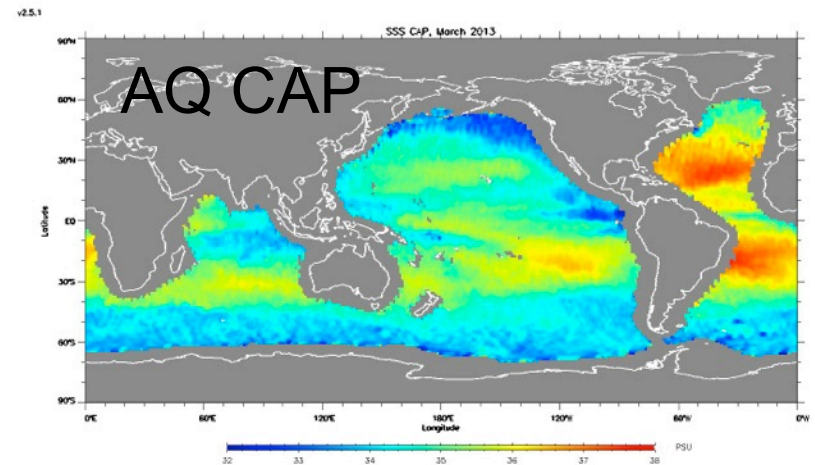 v2.5.1
SSS CAP, March 2013
AQ CAP
90°N
60°N
30°N
EQ
30°S
60°S
90°S
Latitude
0°E 60°E 120°E 180°E 120°W 60°W 0°W
Longitude
32 33 34 35 36 37 38 PSU